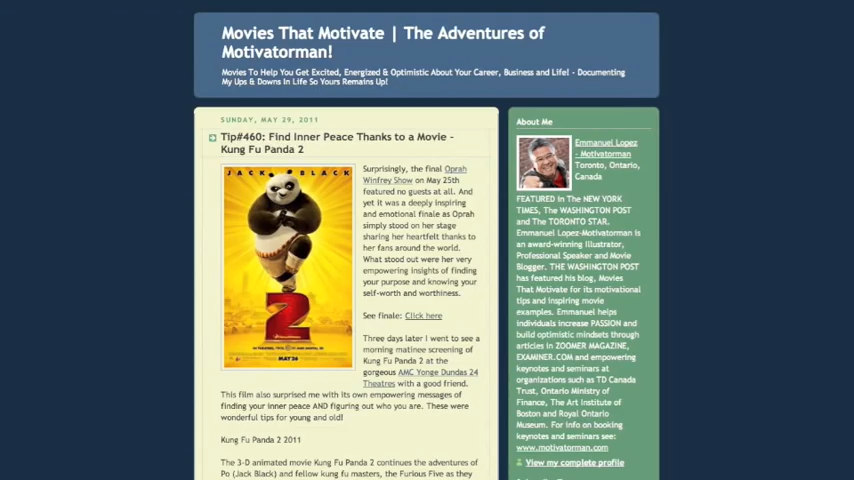 Movies That Motivate | The Adventures of
Motivatorman!
Movies To Help You Get Excited, Energized & Optimistic About Your Career, Business and Life! - Documenting
My Ups & Downs In Life So Yours Remains Up!
SUNDAY, MAY 29, 2011
Tip#460: Find Inner Peace Thanks to a Movie -
Kung Fu Panda 2
JACK BLACK
2
MAY 26
Surprisingly, the final Oprah
Winfrey Show on May 25th
featured no guests at all. And
yet it was a deeply inspiring
and emotional finale as Oprah
simply stood on her stage
sharing her heartfelt thanks to
her fans around the world.
What stood out were her very
empowering insights of finding
your purpose and knowing your
self-worth and worthiness.
See finale: Click here
Three days later I went to see a
morning matinee screening of
Kung Fu Panda 2 at the
gorgeous AMC Yonge Dundas 24
Theatres with a good friend.
This film also surprised me with its own empowering messages of
finding your inner peace AND figuring out who you are. These were
wonderful tips for young and old!
Kung Fu Panda 2 2011
The 3-D animated movie Kung Fu Panda 2 continues the adventures of
Po (Jack Black) and fellow kung fu masters, the Furious Five as they
About Me
Emmanuel Lopez
- Motivatorman
Toronto, Ontario,
Canada
FEATURED in The NEW YORK
TIMES, The WASHINGTON POST
and The TORONTO STAR.
Emmanuel Lopez-Motivatorman is
an award-winning Illustrator,
Professional Speaker and Movie
Blogger. THE WASHINGTON POST
has featured his blog, Movies
That Motivate for its motivational
tips and inspiring movie
examples. Emmanuel helps
individuals increase PASSION and
build optimistic mindsets through
articles in ZOOMER MAGAZINE,
EXAMINER.COM and empowering
keynotes and seminars at
organizations such as TD Canada
Trust, Ontario Ministry of
Finance, The Art Institute of
Boston and Royal Ontario
Museum. For info on booking
keynotes and seminars see:
www.motivatorman.com
View my complete profile